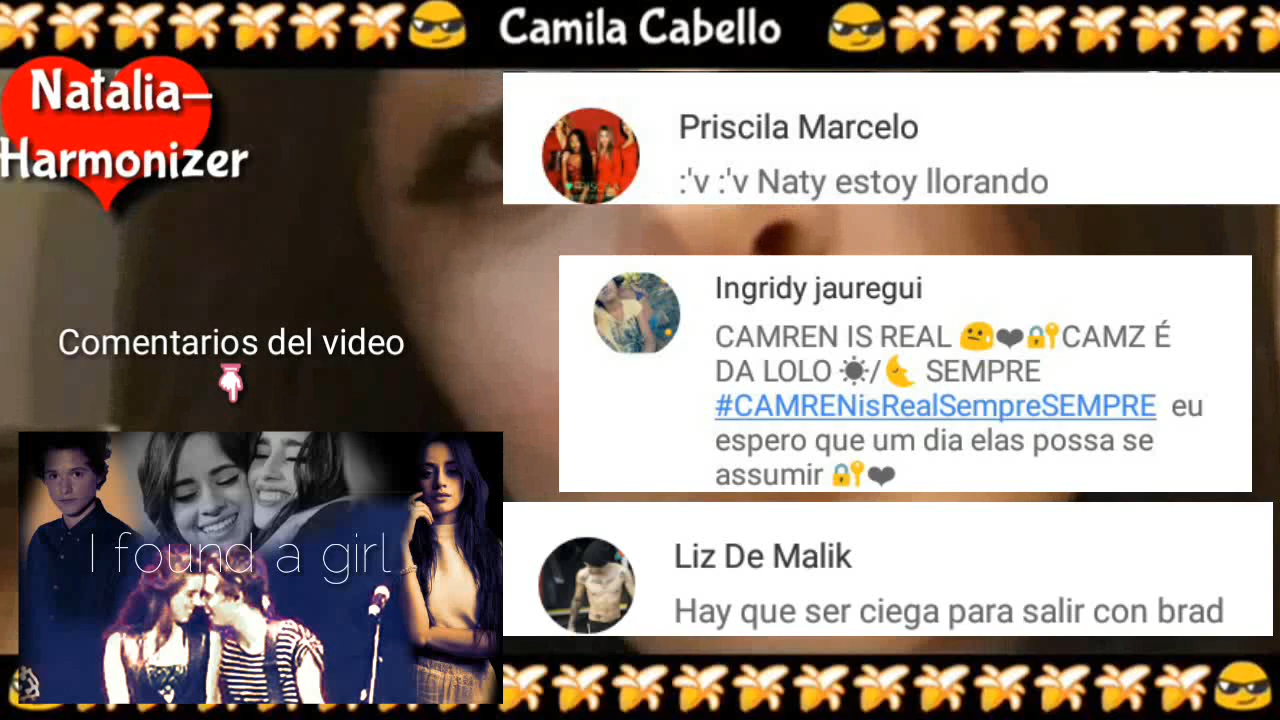 Camila Cabello
Natalia—
Harmonizer
Priscila Marcelo
:'v :'v Naty estoy llorando
Ingridy jauregui
CAMREN IS REAL 😋❤🔐CAMZ É
DA LOLO ☀/🌜 SEMPRE
#CAMRENisRealSempreSEMPRE eu
espero que um dia elas possa se
assumir 🔐❤
Comentarios del video
👇
I found a girl
Liz De Malik
Hay que ser ciega para salir con brad